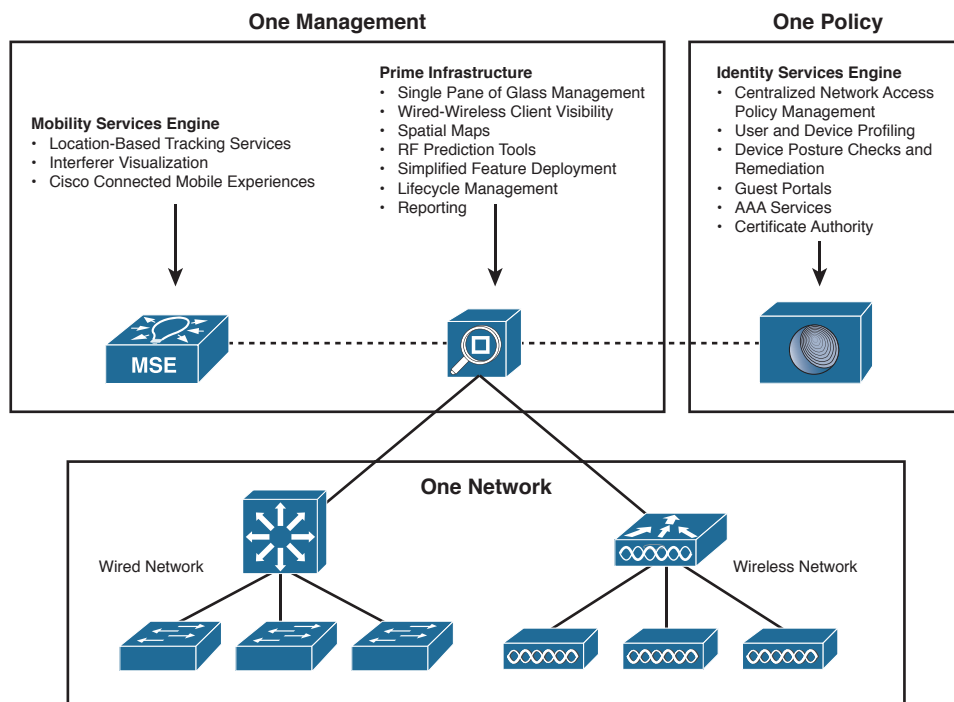 One Management
Mobility Services Engine
• Location-Based Tracking Services
• Interferer Visualization
• Cisco Connected Mobile Experiences
Prime Infrastructure
• Single Pane of Glass Management
• Wired-Wireless Client Visibility
• Spatial Maps
• RF Prediction Tools
• Simplified Feature Deployment
• Lifecycle Management
• Reporting
MSE
One Policy
Identity Services Engine
• Centralized Network Access
Policy Management
• User and Device Profiling
• Device Posture Checks and
Remediation
• Guest Portals
• AAA Services
• Certificate Authority
One Network
Wired Network
Wireless Network